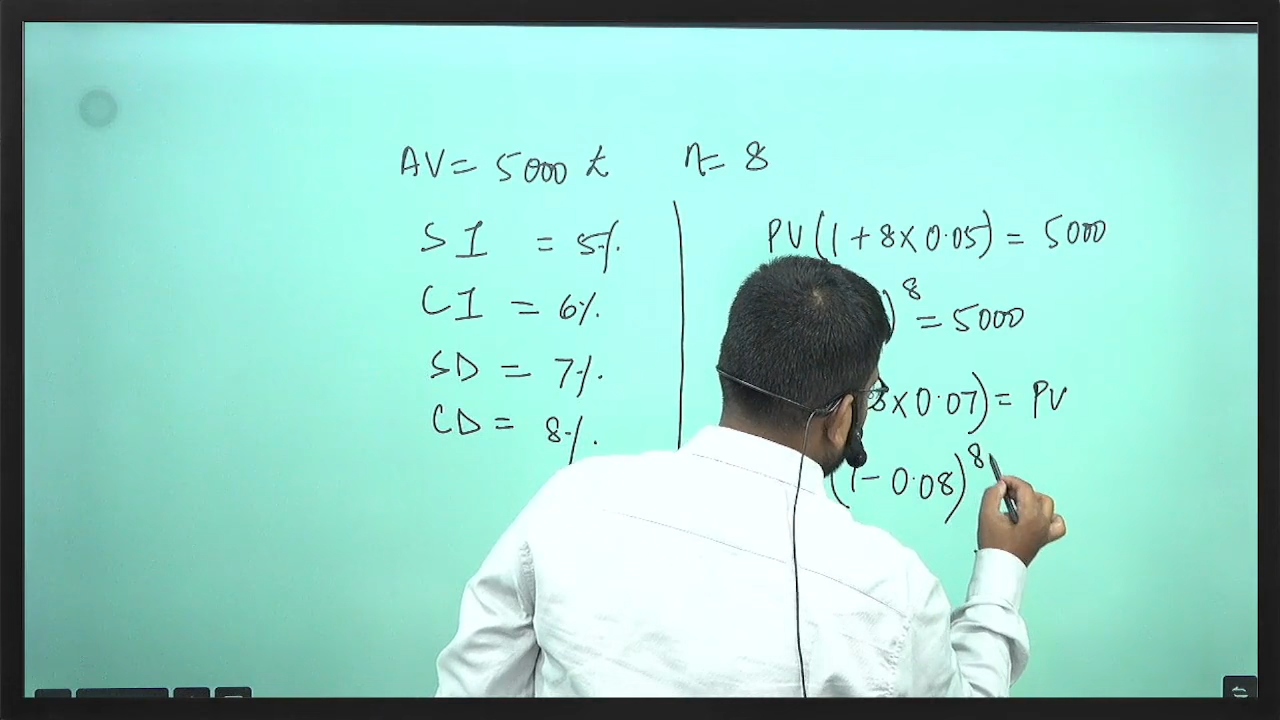 AV = 5000 t n = 8
SI = 5%
CI = 6%
SD = 7%
CD = 8%
PV(1 + 8 × 0.05) = 5000
)^8 = 5000
8 × 0.07) = PV
(1 - 0.08)^8